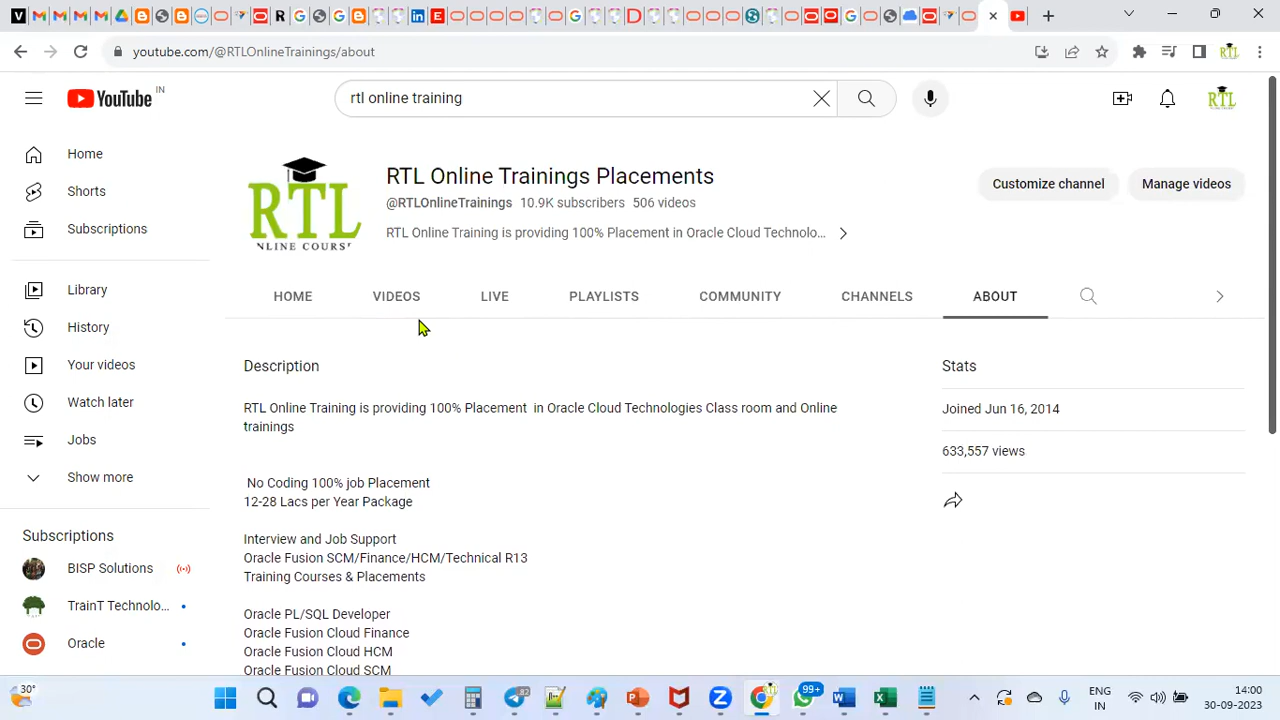 youtube.com/@RTLOnlineTrainings/about
YouTube IN
rtl online training
RTL
Home
Shorts
Subscriptions
Library
History
Your videos
Watch later
Jobs
Show more
Subscriptions
BISP Solutions
TrainT Technolo...
Oracle
RTL
NLINE COURS
RTL Online Trainings Placements
@RTLOnlineTrainings 10.9K subscribers 506 videos
RTL Online Training is providing 100% Placement in Oracle Cloud Technolo...
Customize channel
Manage videos
HOME VIDEOS LIVE PLAYLISTS COMMUNITY CHANNELS ABOUT
Description
RTL Online Training is providing 100% Placement in Oracle Cloud Technologies Class room and Online
trainings
No Coding 100% job Placement
12-28 Lacs per Year Package
Interview and Job Support
Oracle Fusion SCM/Finance/HCM/Technical R13
Training Courses & Placements
Oracle PL/SQL Developer
Oracle Fusion Cloud Finance
Oracle Fusion Cloud HCM
Oracle Fusion Cloud SCM
Stats
Joined Jun 16, 2014
633,557 views
30°
82
99+
ENG
IN
14:00
30-09-2023